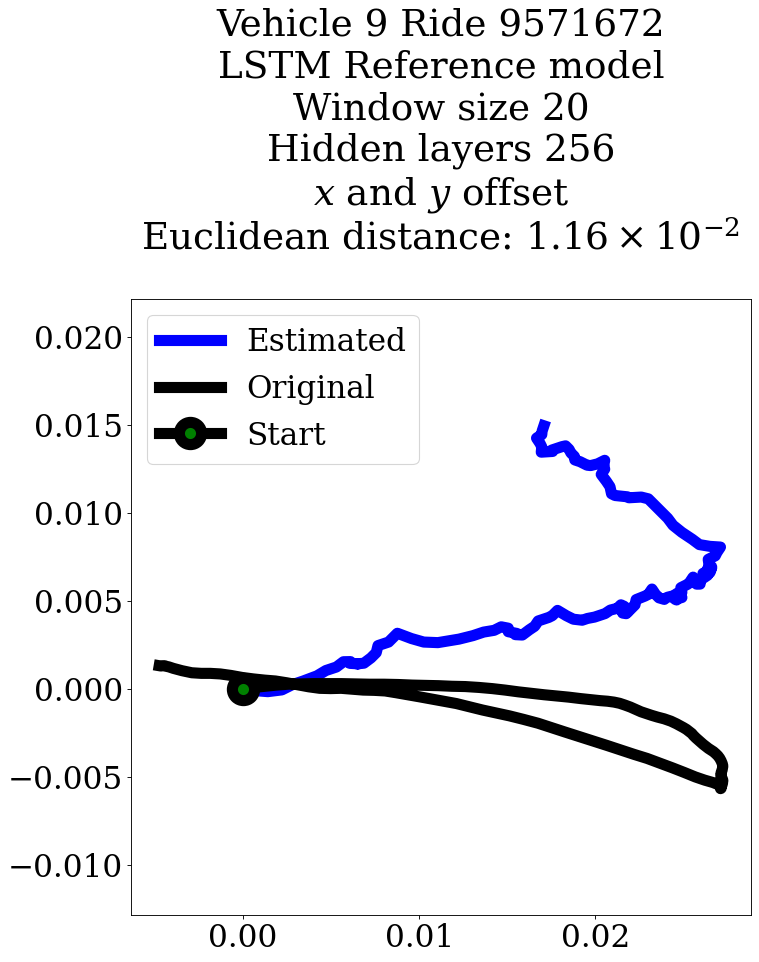 Vehicle 9 Ride 9571672
LSTM Reference model
Window size 20
Hidden layers 256
x and y offset
Euclidean distance: 1.16 × 10⁻²
Estimated
Original
Start
0.020
0.015
0.010
0.005
0.000
−0.005
−0.010
0.00 0.01 0.02